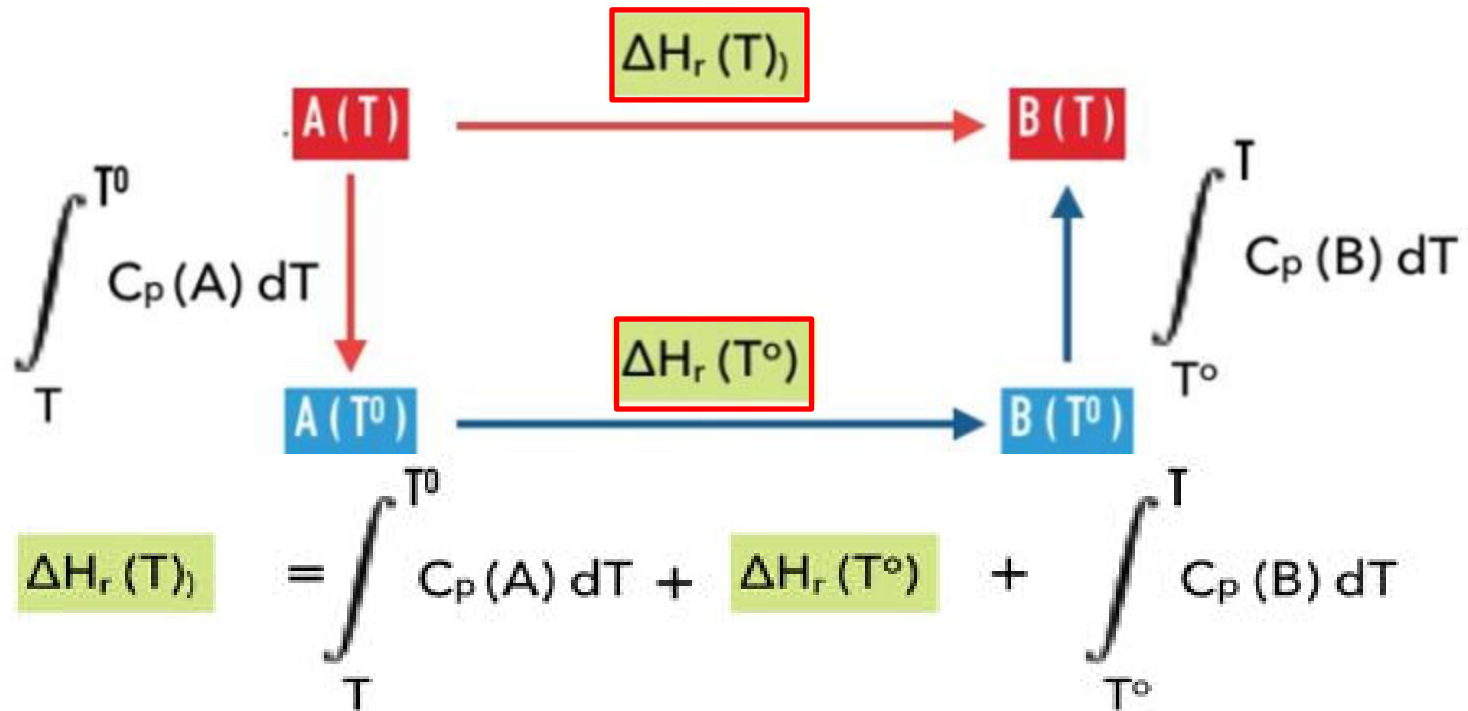 ΔHᵣ (T))
A (T)
B (T)
∫ T⁰ Cₚ (A) dT T
∫ T Cₚ (B) dT T°
ΔHᵣ (T°)
A (T⁰)
B (T⁰)
ΔHᵣ (T)) = ∫ T⁰ Cₚ (A) dT T + ΔHᵣ (T°) + ∫ T Cₚ (B) dT T°